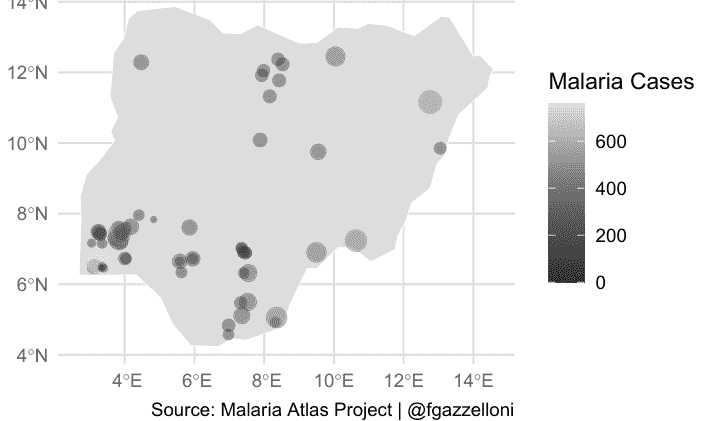 14°N
12°N
10°N
8°N
6°N
4°N
4°E 6°E 8°E 10°E 12°E 14°E
Malaria Cases
600
400
200
0
Source: Malaria Atlas Project | @fgazzelloni